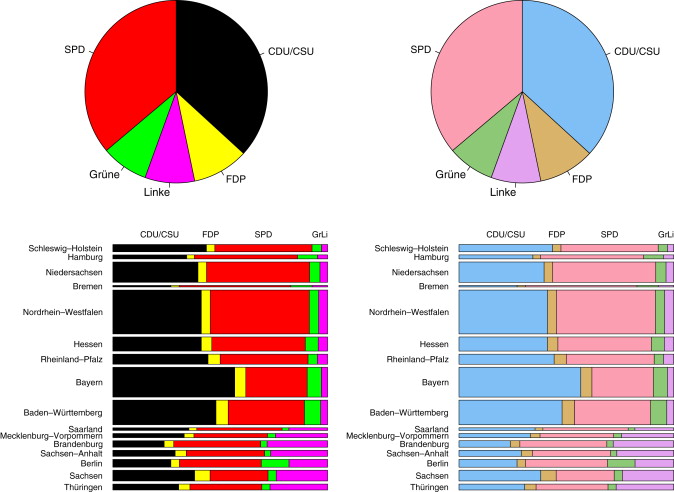 SPD
CDU/CSU
Grüne
Linke
FDP
SPD
CDU/CSU
Grüne
Linke
FDP
CDU/CSU FDP SPD GrLi
Schleswig–Holstein
Hamburg
Niedersachsen
Bremen
Nordrhein–Westfalen
Hessen
Rheinland–Pfalz
Bayern
Baden–Württemberg
Saarland
Mecklenburg–Vorpommern
Brandenburg
Sachsen–Anhalt
Berlin
Sachsen
Thüringen
CDU/CSU FDP SPD GrLi
Schleswig–Holstein
Hamburg
Niedersachsen
Bremen
Nordrhein–Westfalen
Hessen
Rheinland–Pfalz
Bayern
Baden–Württemberg
Saarland
Mecklenburg–Vorpommern
Brandenburg
Sachsen–Anhalt
Berlin
Sachsen
Thüringen